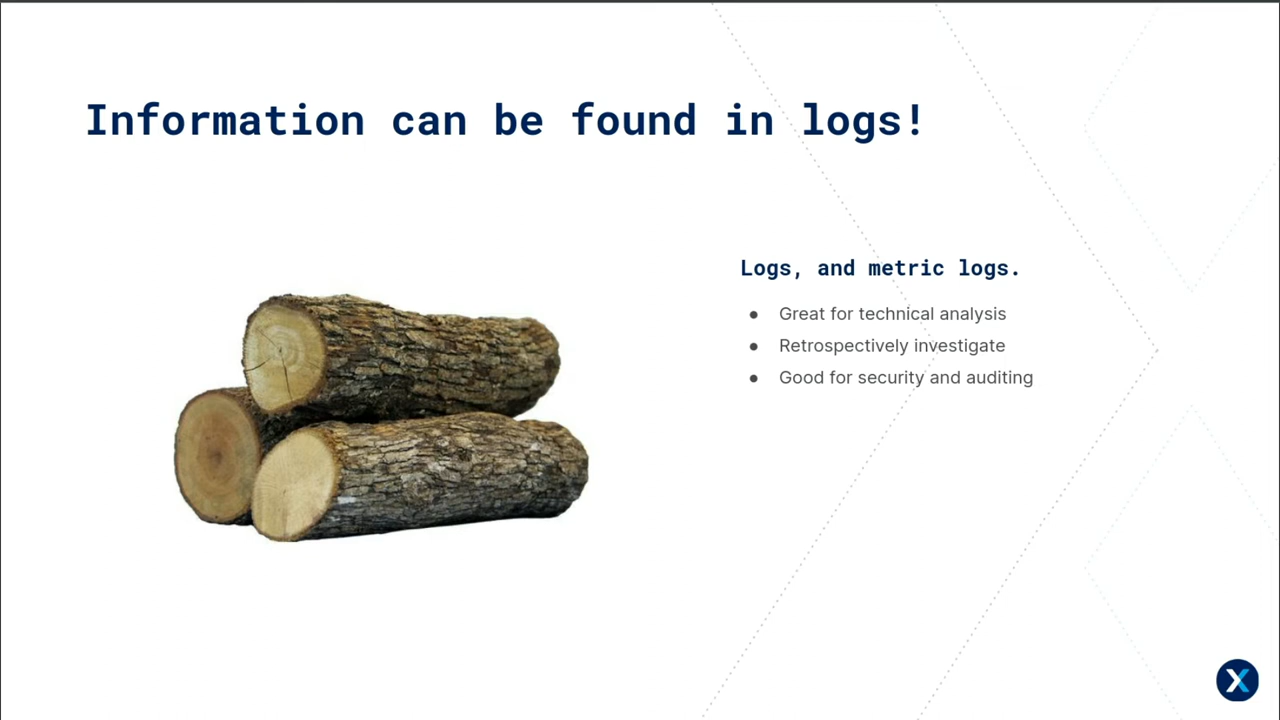 Information can be found in logs!
Logs, and metric logs.
● Great for technical analysis
● Retrospectively investigate
● Good for security and auditing